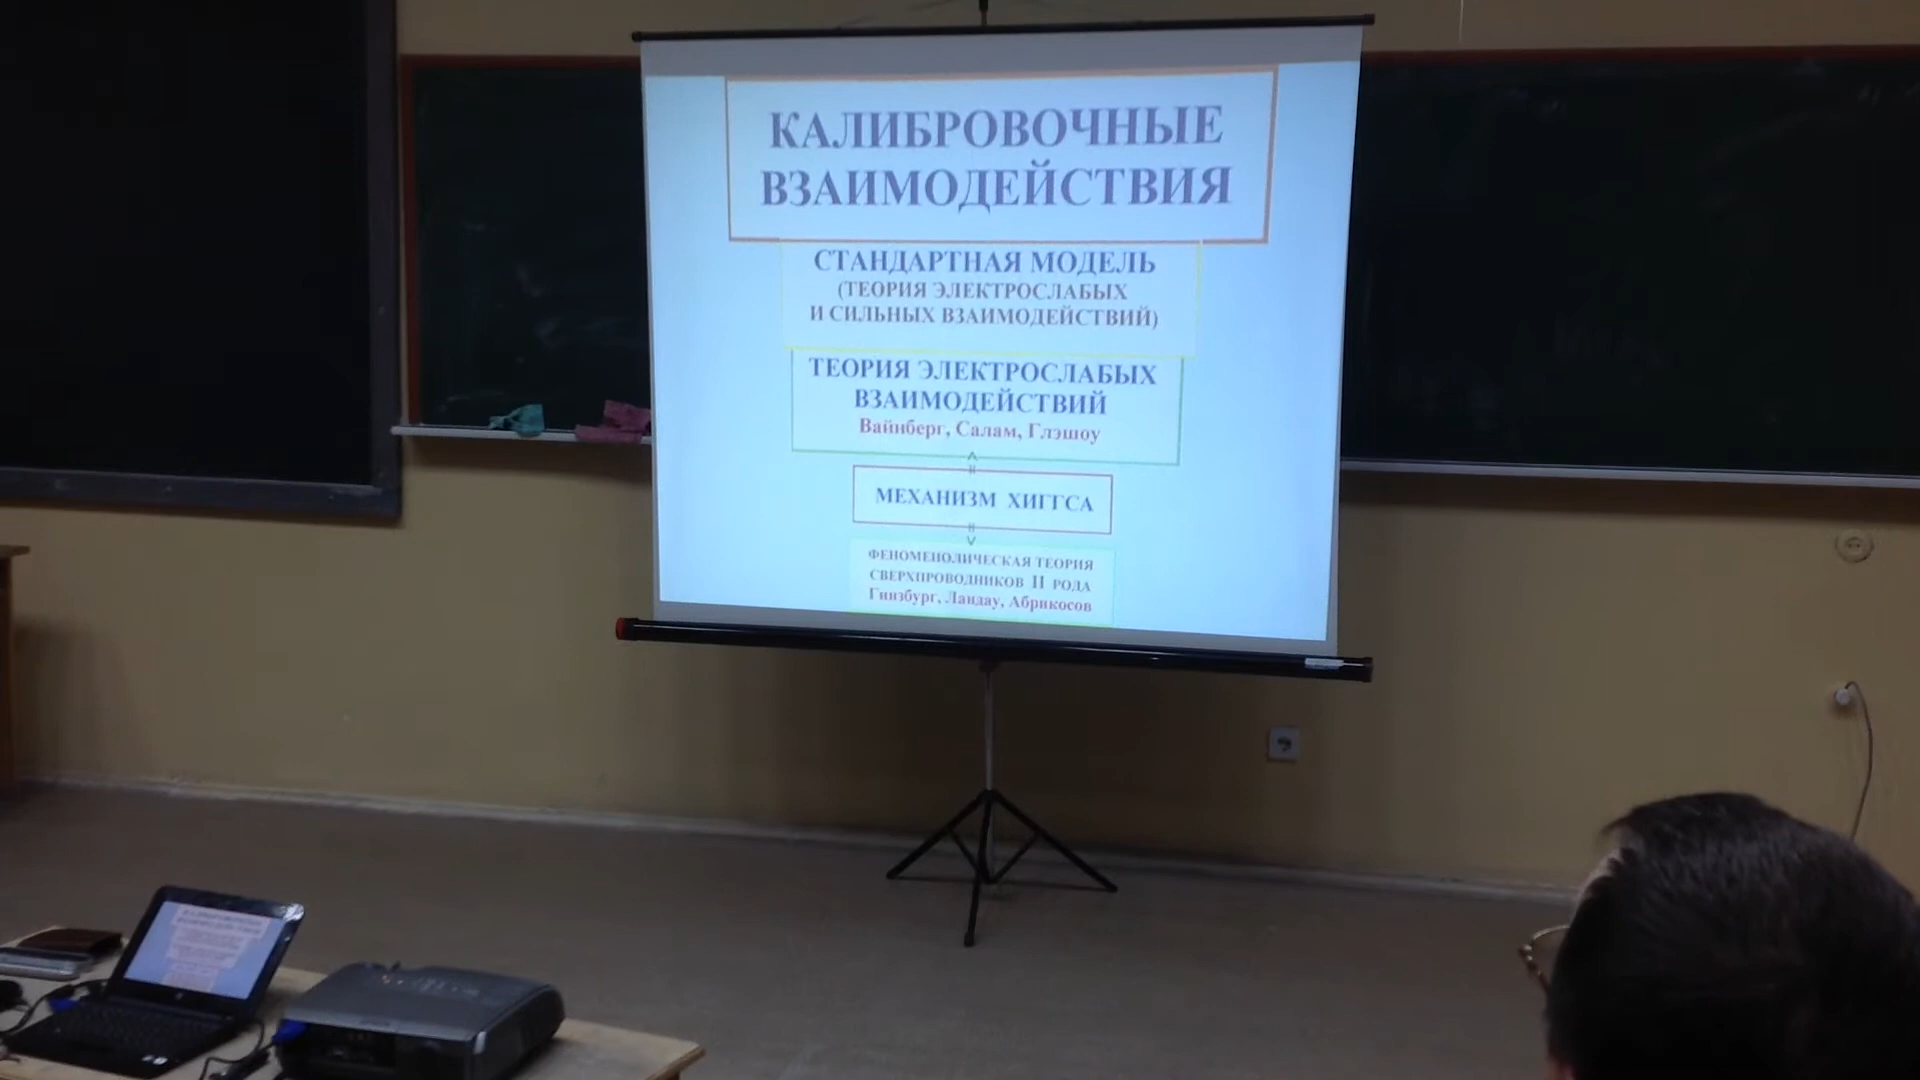 КАЛИБРОВОЧНЫЕ
ВЗАИМОДЕЙСТВИЯ
СТАНДАРТНАЯ МОДЕЛЬ
(ТЕОРИЯ ЭЛЕКТРОСЛАБЫХ
И СИЛЬНЫХ ВЗАИМОДЕЙСТВИЙ)
ТЕОРИЯ ЭЛЕКТРОСЛАБЫХ
ВЗАИМОДЕЙСТВИЙ
Вайнберг, Салам, Глэшоу
МЕХАНИЗМ ХИГГСА
ФЕНОМЕНОЛИЧЕСКАЯ ТЕОРИЯ
СВЕРХПРОВОДНИКОВ II РОДА
Гинзбург, Ландау, Абрикосов